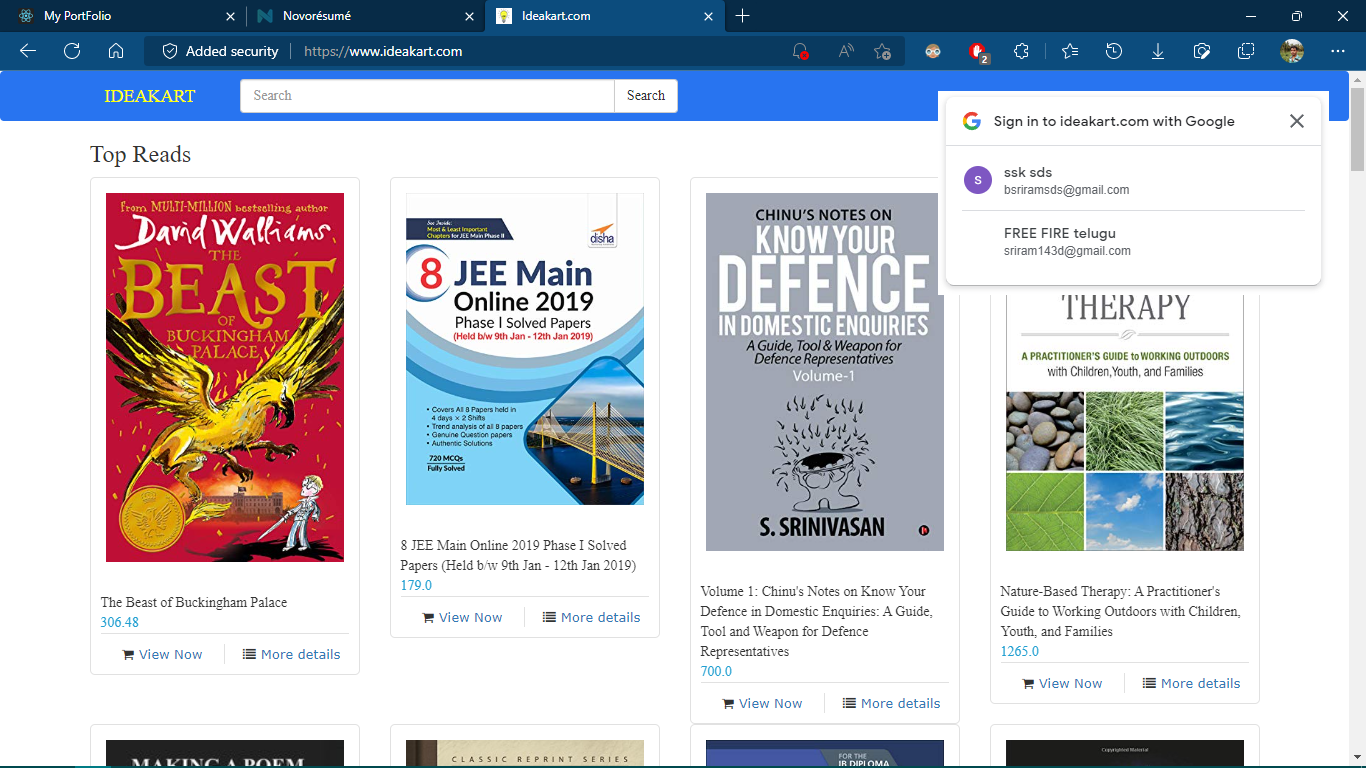 My PortFolio
Novorésumé
Ideakart.com
Added security
https://www.ideakart.com
2
IDEAKART
Search
Search
Sign in to ideakart.com with Google
s
ssk sds
bsriramsds@gmail.com
FREE FIRE telugu
sriram143d@gmail.com
Top Reads
From MULTI-MILLION bestselling author
David Walliams
THE
BEAST
OF
BUCKINGHAM
PALACE
The Beast of Buckingham Palace
306.48
View Now
More details
See Inside:
Most & Least Important
Chapters for JEE Main Phase II
disha
8 JEE Main
Online 2019
Phase I Solved Papers
(Held b/w 9th Jan - 12th Jan 2019)
• Covers All 8 Papers held in
4 days × 2 Shifts
• Trend analysis of all 8 papers
• Genuine Question papers
• Authentic Solutions
720 MCQs
Fully Solved
8 JEE Main Online 2019 Phase I Solved
Papers (Held b/w 9th Jan - 12th Jan 2019)
179.0
View Now
More details
CHINU'S NOTES ON
KNOW YOUR
DEFENCE
IN DOMESTIC ENQUIRIES
A Guide, Tool & Weapon for
Defence Representatives
Volume-1
S. SRINIVASAN
Volume 1: Chinu's Notes on Know Your
Defence in Domestic Enquiries: A Guide,
Tool and Weapon for Defence
Representatives
700.0
View Now
More details
THERAPY
A PRACTITIONER'S GUIDE to WORKING OUTDOORS
with Children,Youth, and Families
Nature-Based Therapy: A Practitioner's
Guide to Working Outdoors with Children,
Youth, and Families
1265.0
View Now
More details
MAKING A POEM
CLASSIC REPRINT SERIES
FOR THE
IB DIPLOMA
Copyrighted Material